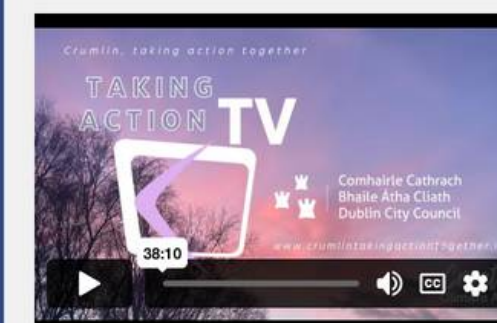 Crumlin, taking action together
TAKING
ACTION TV
Comhairle Cathrach
Bhaile Átha Cliath
Dublin City Council
www.crumlintakingactiontogether.
38:10
CC